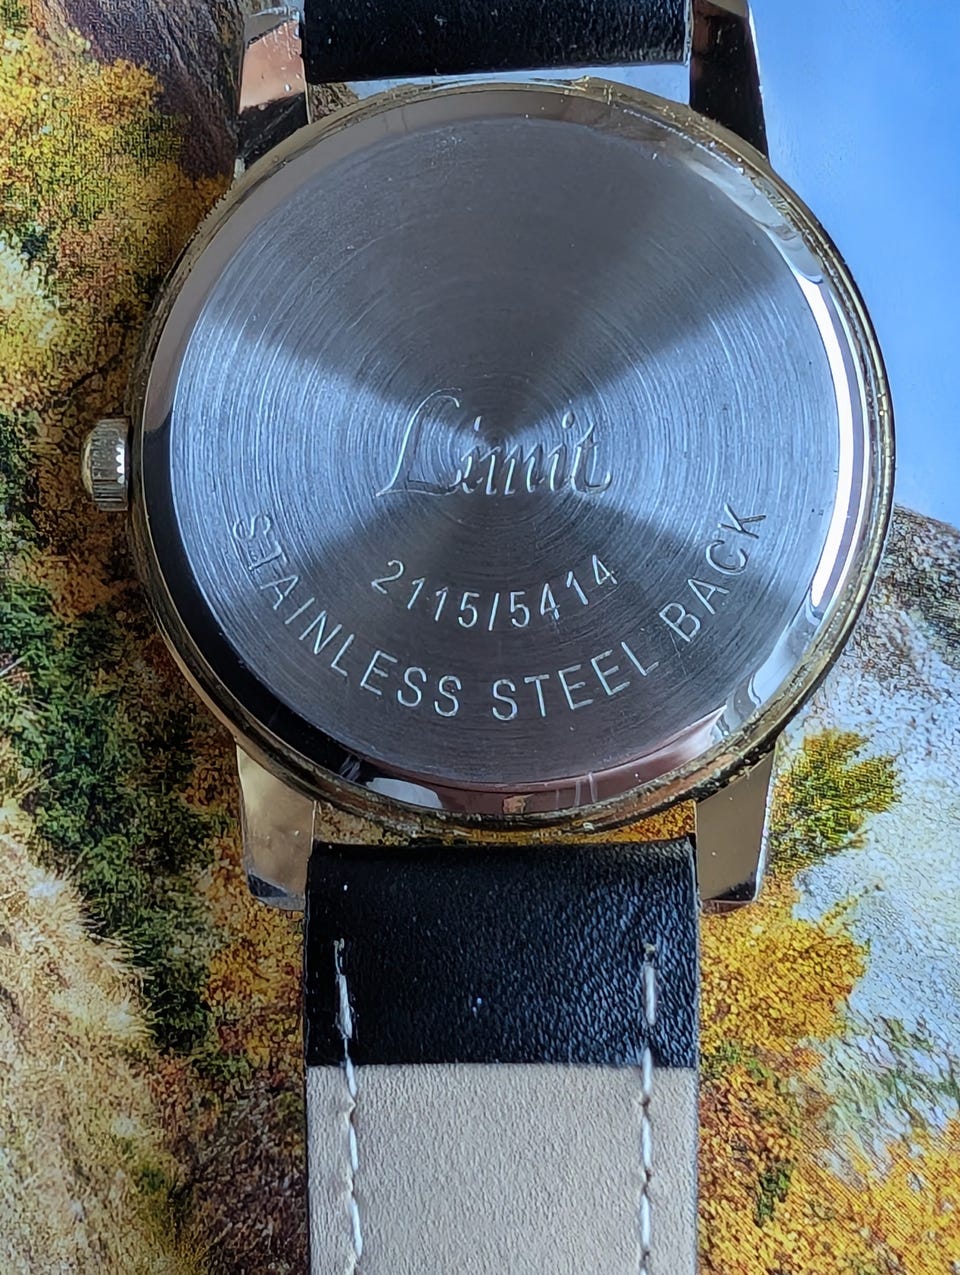 Limit
2115/5414
STAINLESS STEEL BACK